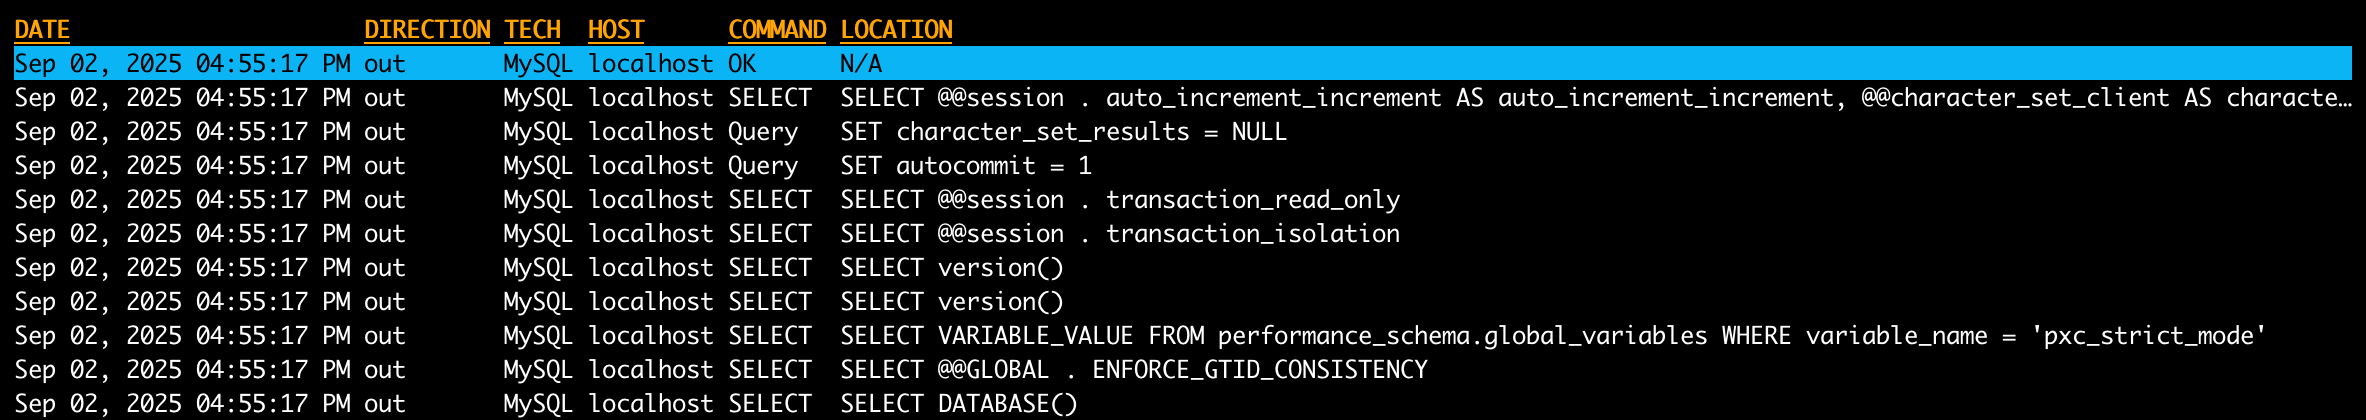 DATE DIRECTION TECH HOST COMMAND LOCATION
Sep 02, 2025 04:55:17 PM out MySQL localhost OK N/A
Sep 02, 2025 04:55:17 PM out MySQL localhost SELECT SELECT @@session . auto_increment_increment AS auto_increment_increment, @@character_set_client AS characte…
Sep 02, 2025 04:55:17 PM out MySQL localhost Query SET character_set_results = NULL
Sep 02, 2025 04:55:17 PM out MySQL localhost Query SET autocommit = 1
Sep 02, 2025 04:55:17 PM out MySQL localhost SELECT SELECT @@session . transaction_read_only
Sep 02, 2025 04:55:17 PM out MySQL localhost SELECT SELECT @@session . transaction_isolation
Sep 02, 2025 04:55:17 PM out MySQL localhost SELECT SELECT version()
Sep 02, 2025 04:55:17 PM out MySQL localhost SELECT SELECT version()
Sep 02, 2025 04:55:17 PM out MySQL localhost SELECT SELECT VARIABLE_VALUE FROM performance_schema.global_variables WHERE variable_name = 'pxc_strict_mode'
Sep 02, 2025 04:55:17 PM out MySQL localhost SELECT SELECT @@GLOBAL . ENFORCE_GTID_CONSISTENCY
Sep 02, 2025 04:55:17 PM out MySQL localhost SELECT SELECT DATABASE()